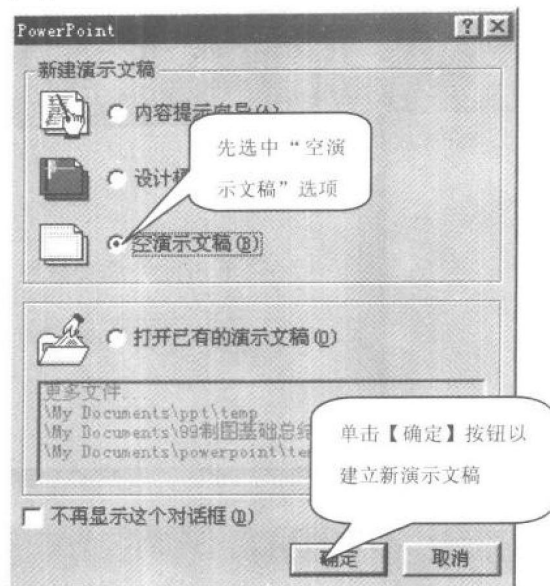 PowerPoint
新建演示文稿
内容提示向导(A)
先选中“空演
示文稿”选项
设计
空演示文稿(B)
打开已有的演示文稿(O)
更多文件...
\My Documents\ppt\temp
\My Documents\99制图基础总结
\My Documents\powerpoint\te
单击【确定】按钮以
建立新演示文稿
不再显示这个对话框(D)
确定
取消